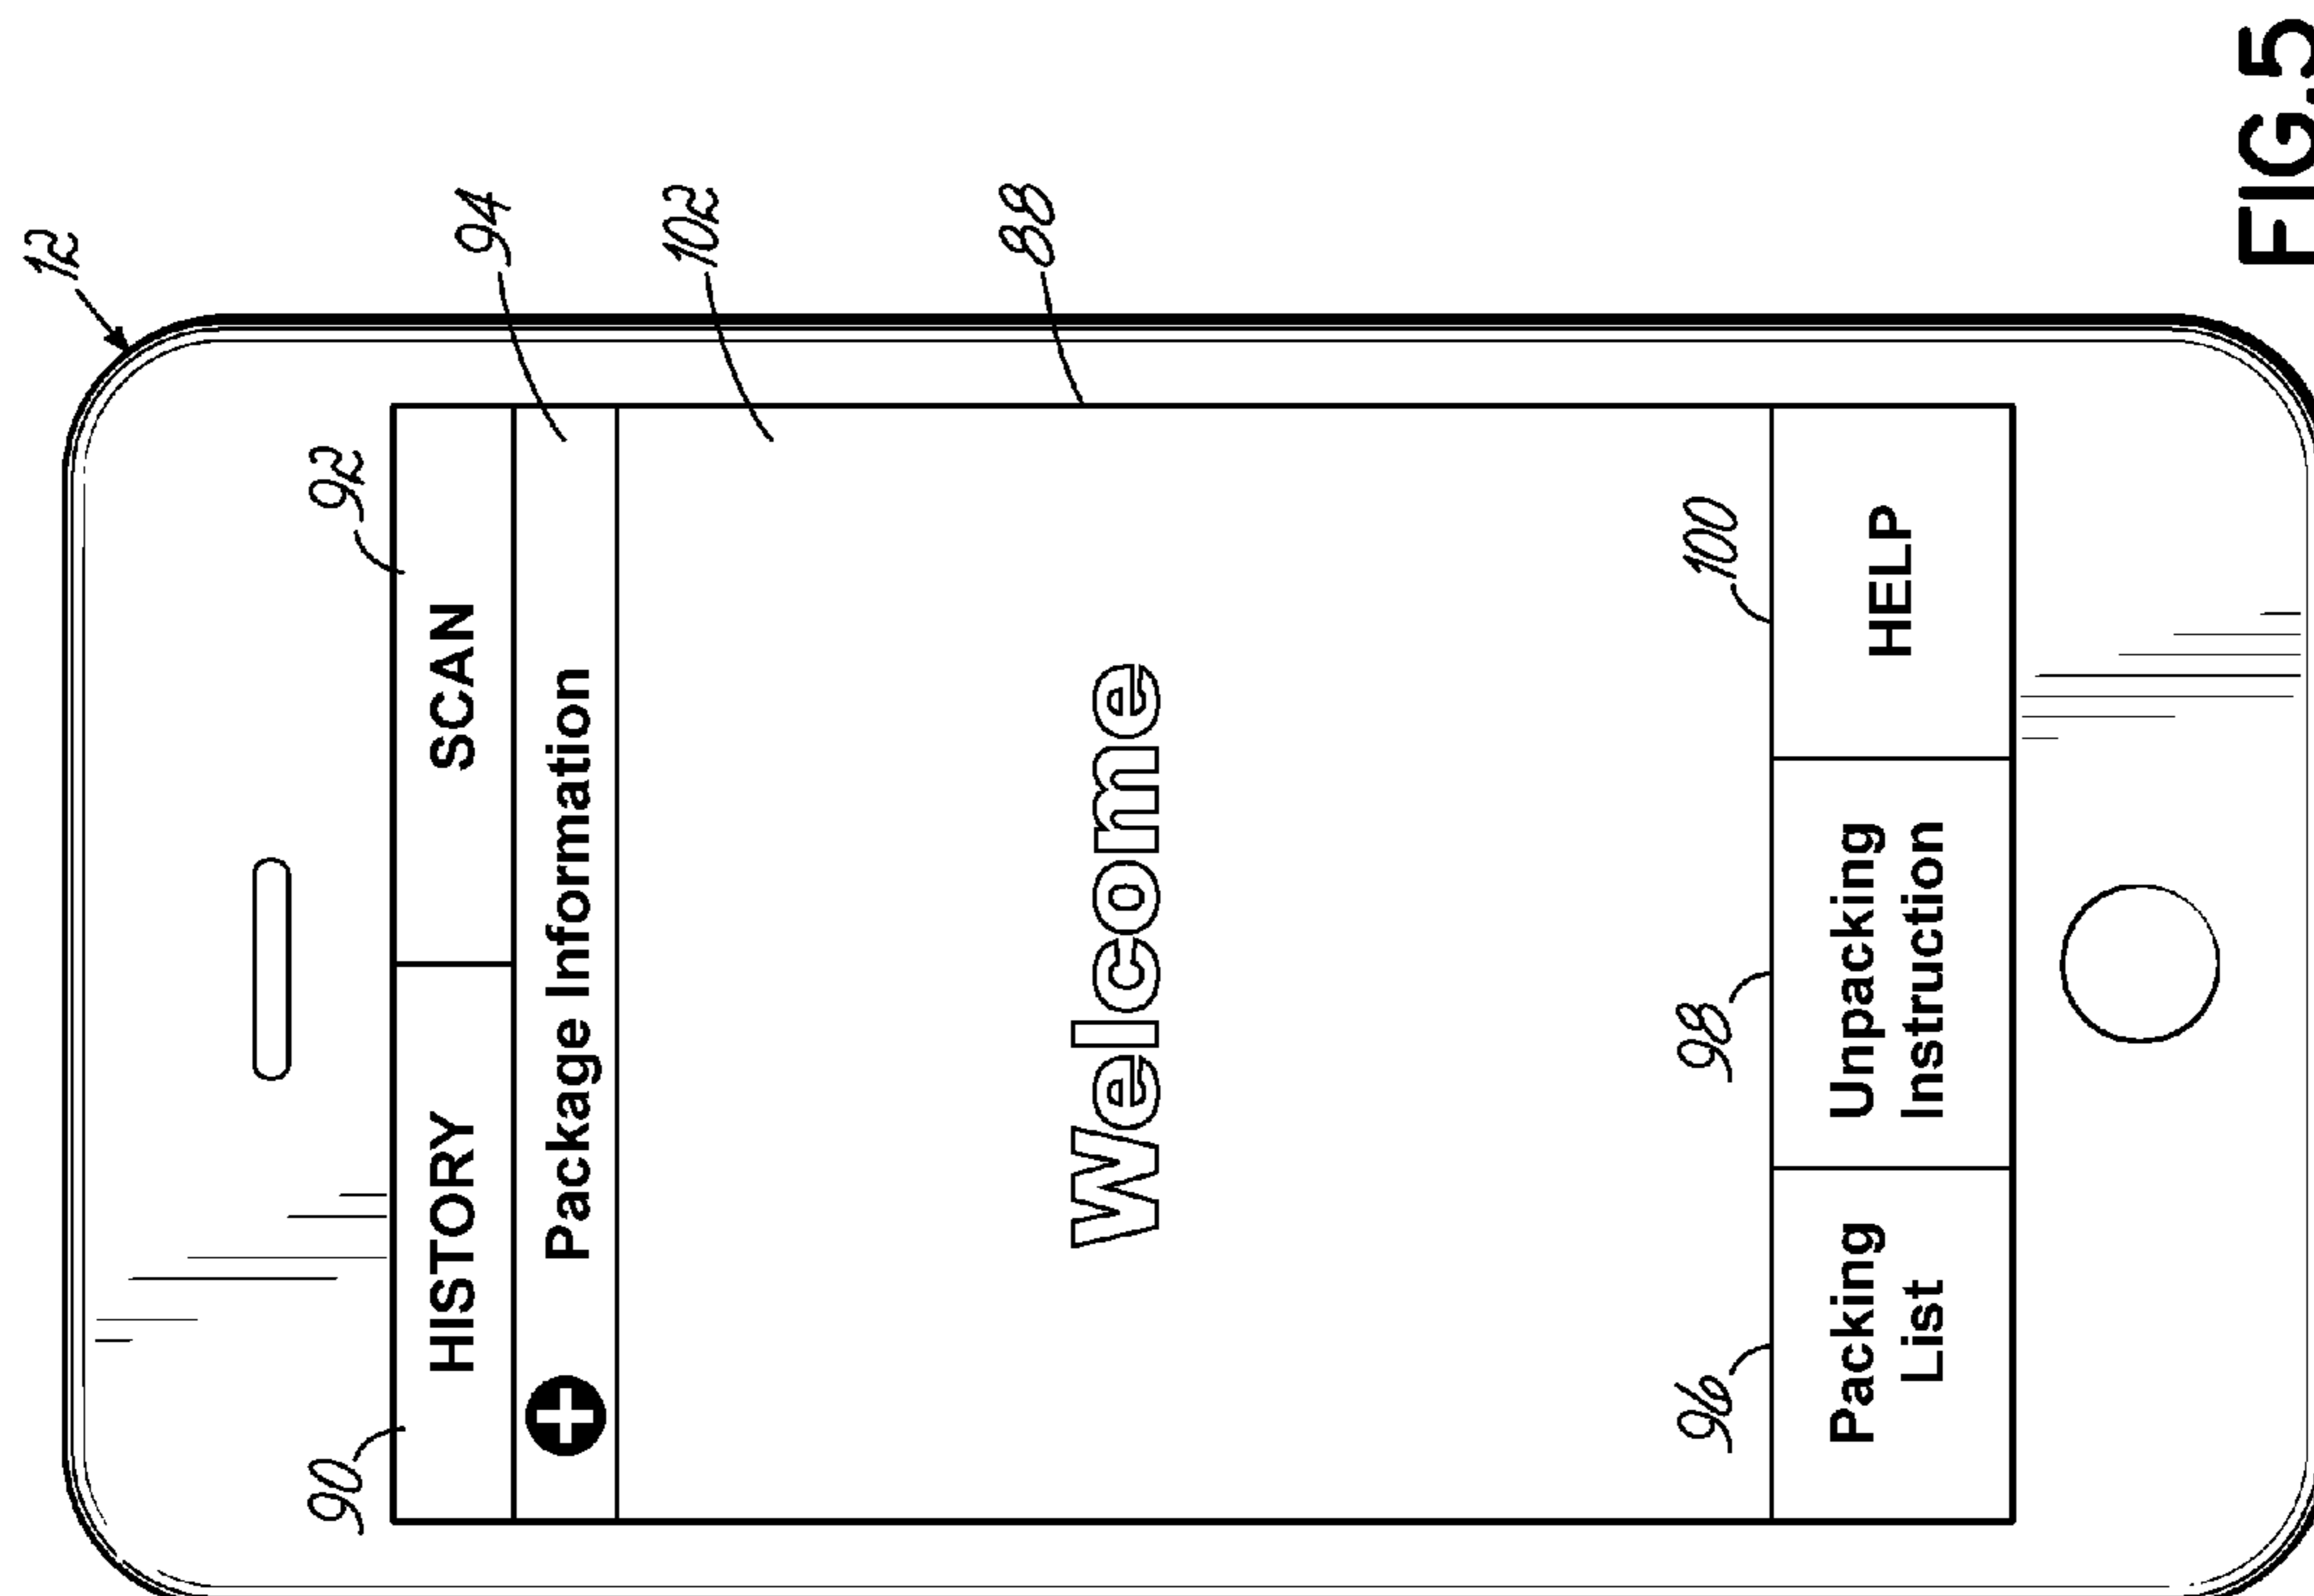 12
90
92
HISTORY
SCAN
94
Package Information
102
Welcome
88
96
98
100
Packing
List
Unpacking
Instruction
HELP
FIG.5